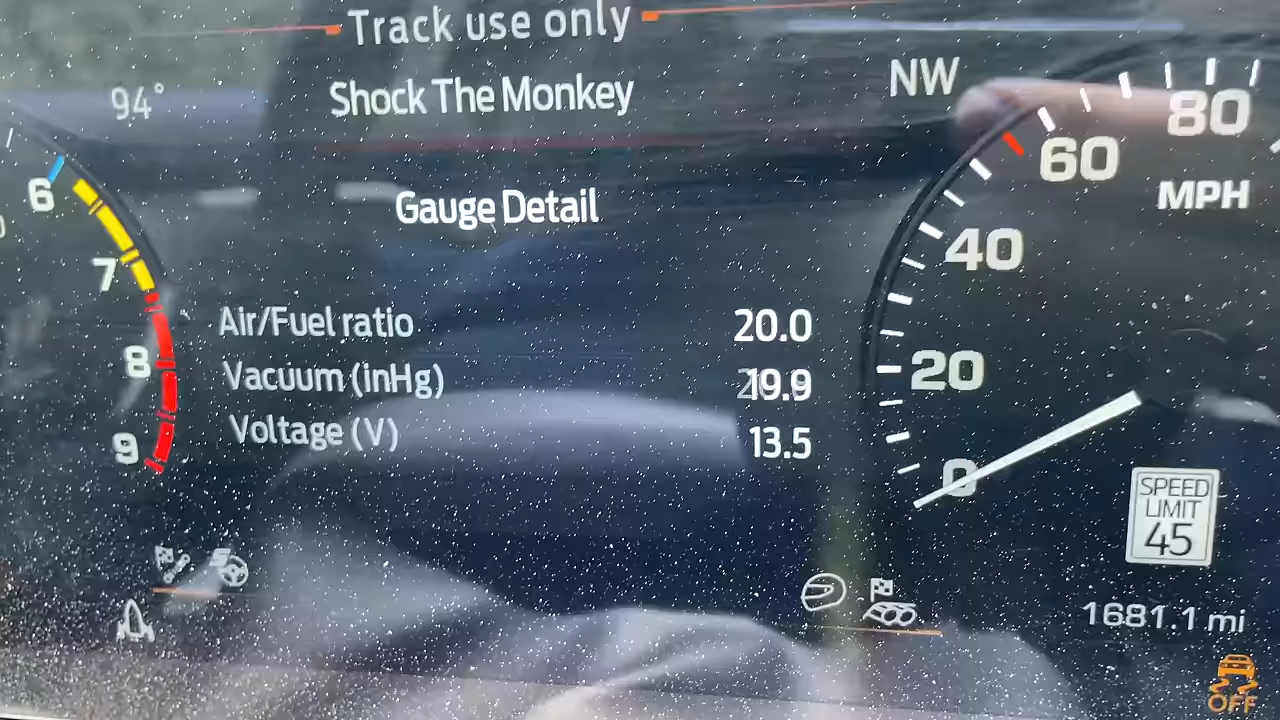 Track use only
94°
Shock The Monkey
NW
80
60
MPH
6
Gauge Detail
40
7
Air/Fuel ratio 20.0
8
Vacuum (inHg) 19.9
20
Voltage (V) 13.5
9
0
SPEED
LIMIT
45
1681.1 mi
OFF